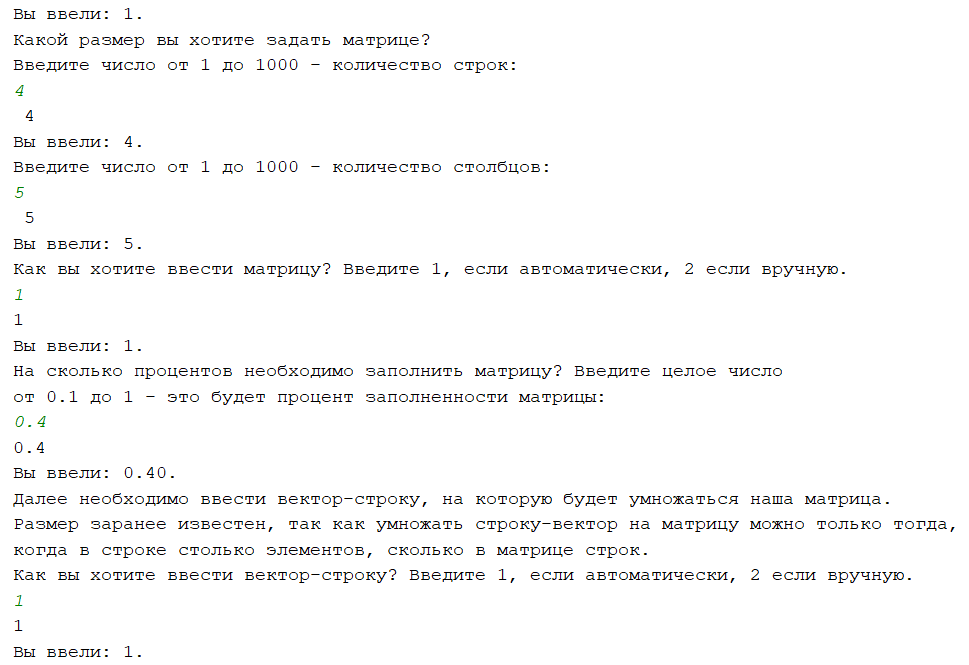 Вы ввели: 1.
Какой размер вы хотите задать матрице?
Введите число от 1 до 1000 - количество строк:
4
4
Вы ввели: 4.
Введите число от 1 до 1000 - количество столбцов:
5
5
Вы ввели: 5.
Как вы хотите ввести матрицу? Введите 1, если автоматически, 2 если вручную.
1
1
Вы ввели: 1.
На сколько процентов необходимо заполнить матрицу? Введите целое число
от 0.1 до 1 - это будет процент заполненности матрицы:
0.4
0.4
Вы ввели: 0.40.
Далее необходимо ввести вектор-строку, на которую будет умножаться наша матрица.
Размер заранее известен, так как умножать строку-вектор на матрицу можно только тогда,
когда в строке столько элементов, сколько в матрице строк.
Как вы хотите ввести вектор-строку? Введите 1, если автоматически, 2 если вручную.
1
1
Вы ввели: 1.